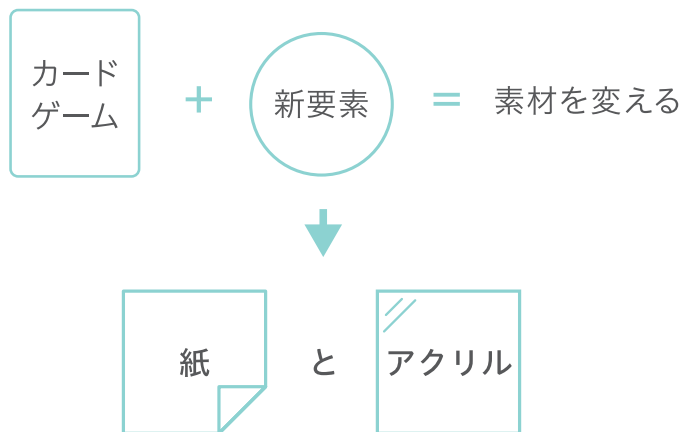 カード
ゲーム
+
新要素
=
素材を変える
紙
と
アクリル